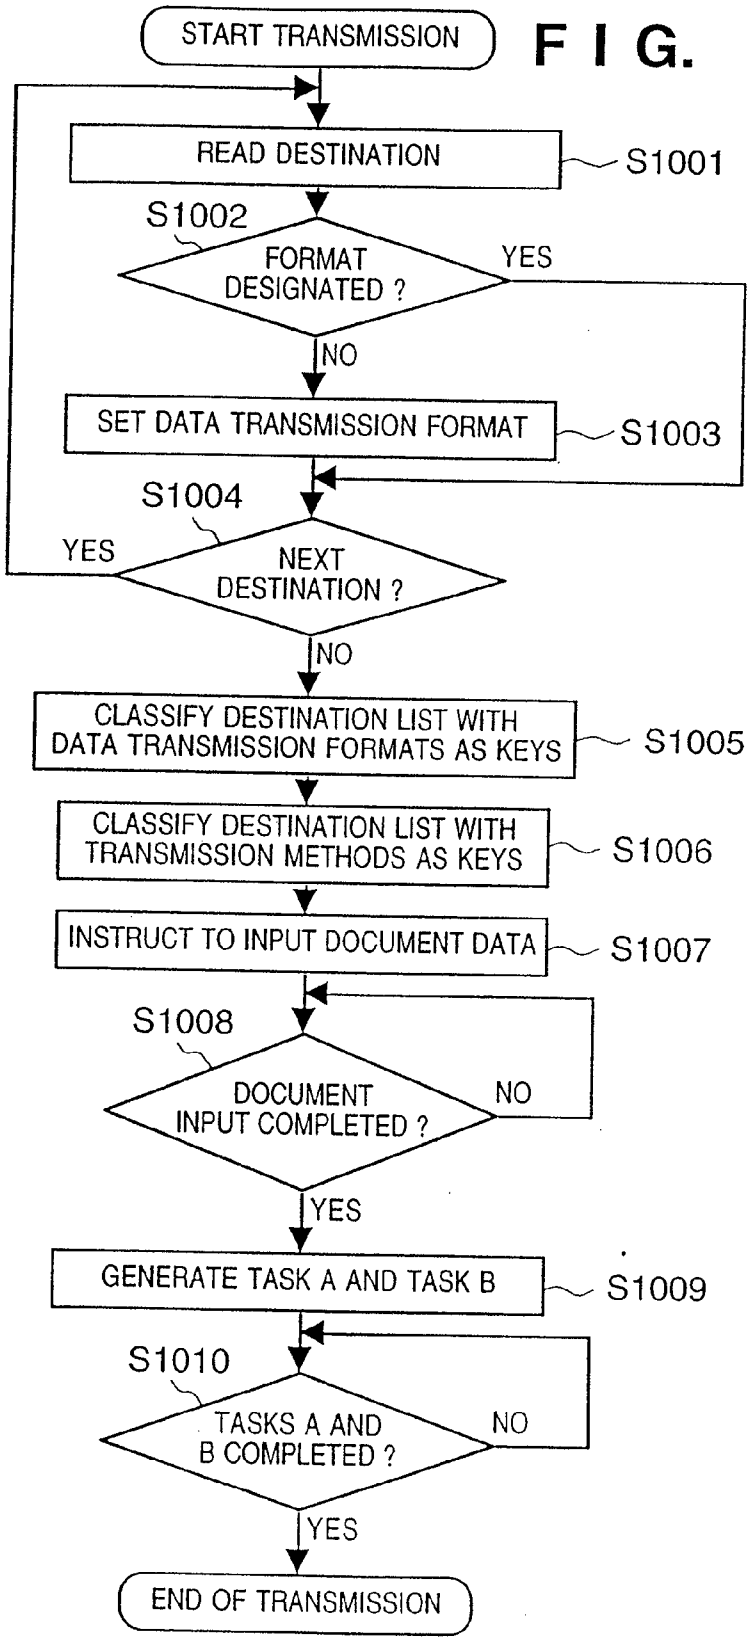 START TRANSMISSION
F I G.
READ DESTINATION
S1001
S1002
FORMAT
DESIGNATED ?
YES
NO
SET DATA TRANSMISSION FORMAT
S1003
S1004
YES
NEXT
DESTINATION ?
NO
CLASSIFY DESTINATION LIST WITH
DATA TRANSMISSION FORMATS AS KEYS
S1005
CLASSIFY DESTINATION LIST WITH
TRANSMISSION METHODS AS KEYS
S1006
INSTRUCT TO INPUT DOCUMENT DATA
S1007
S1008
DOCUMENT
INPUT COMPLETED ?
NO
YES
GENERATE TASK A AND TASK B
S1009
S1010
TASKS A AND
B COMPLETED ?
NO
YES
END OF TRANSMISSION